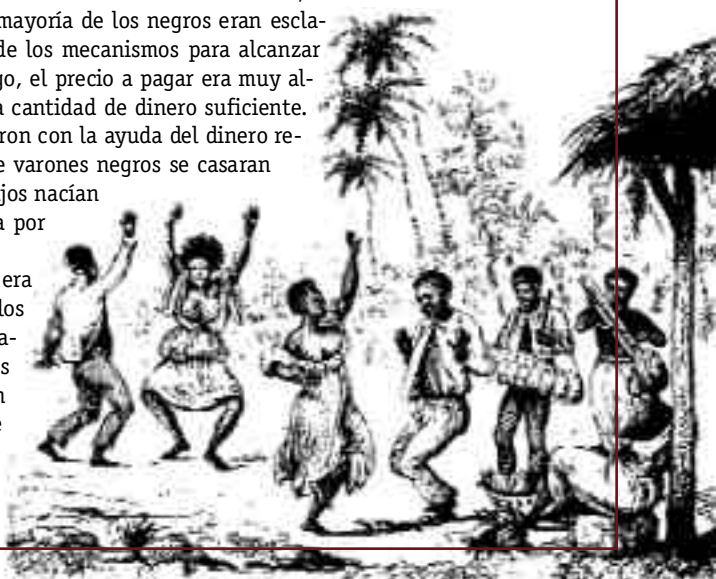 mayoría de los negros eran escla-
de los mecanismos para alcanzar
go, el precio a pagar era muy al-
a cantidad de dinero suficiente.
ron con la ayuda del dinero re-
e varones negros se casaran
jos nacían
a por
era
los
a-
s
n
e